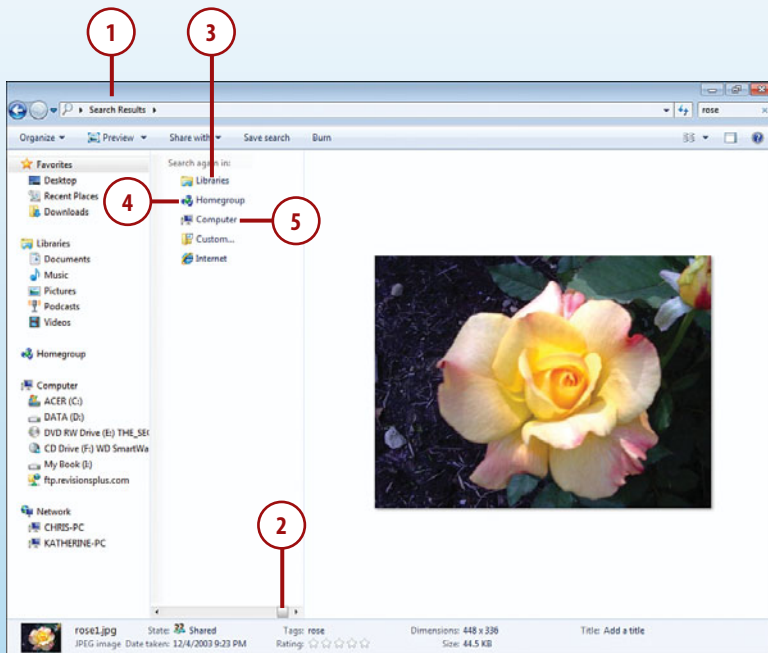 1
3
Search Results
rose
Organize
Preview
Share with
Save search
Burn
Favorites
Desktop
Recent Places
Downloads
Libraries
Documents
Music
Pictures
Podcasts
Videos
Homegroup
Computer
ACER (C:)
DATA (D:)
DVD RW Drive (E:) THE_SE
CD Drive (F:) WD SmartWa
My Book (I:)
ftp.revisionsplus.com
Network
CHRIS-PC
KATHERINE-PC
Search again in:
Libraries
4
Homegroup
Computer
5
Custom...
Internet
2
rose1.jpg State: Shared Tags: rose Dimensions: 448 x 336 Title: Add a title
JPEG image Date taken: 12/4/2003 9:23 PM Rating: Size: 44.5 KB